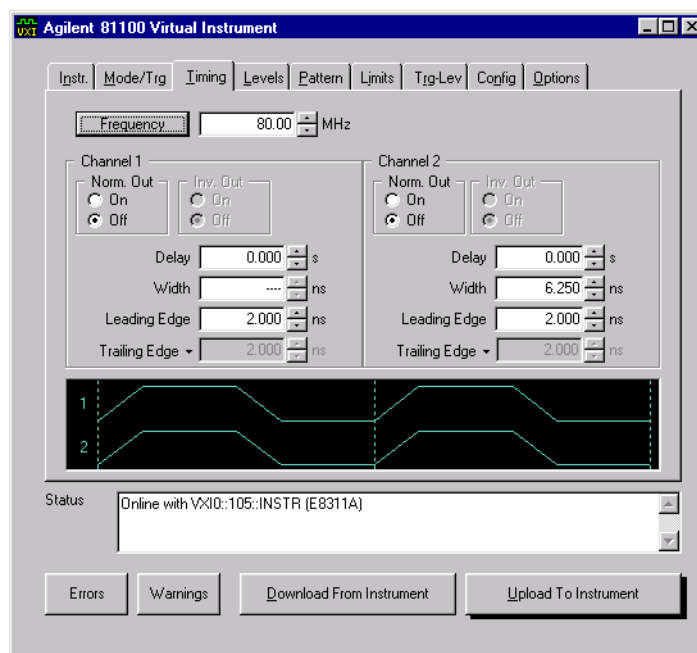 Agilent 81100 Virtual Instrument
Instr. Mode/Trg Timing Levels Pattern Limits Trg-Lev Config Options
Frequency 80.00 MHz
Channel 1 Channel 2
Norm. Out Inv. Out Norm. Out Inv. Out
On On On On
Off Off Off Off
Delay 0.000 s Delay 0.000 s
Width ---- ns Width 6.250 ns
Leading Edge 2.000 ns Leading Edge 2.000 ns
Trailing Edge 2.000 ns Trailing Edge 2.000 ns
1
2
Status Online with VXI0::105::INSTR (E8311A)
Errors Warnings Download From Instrument Upload To Instrument